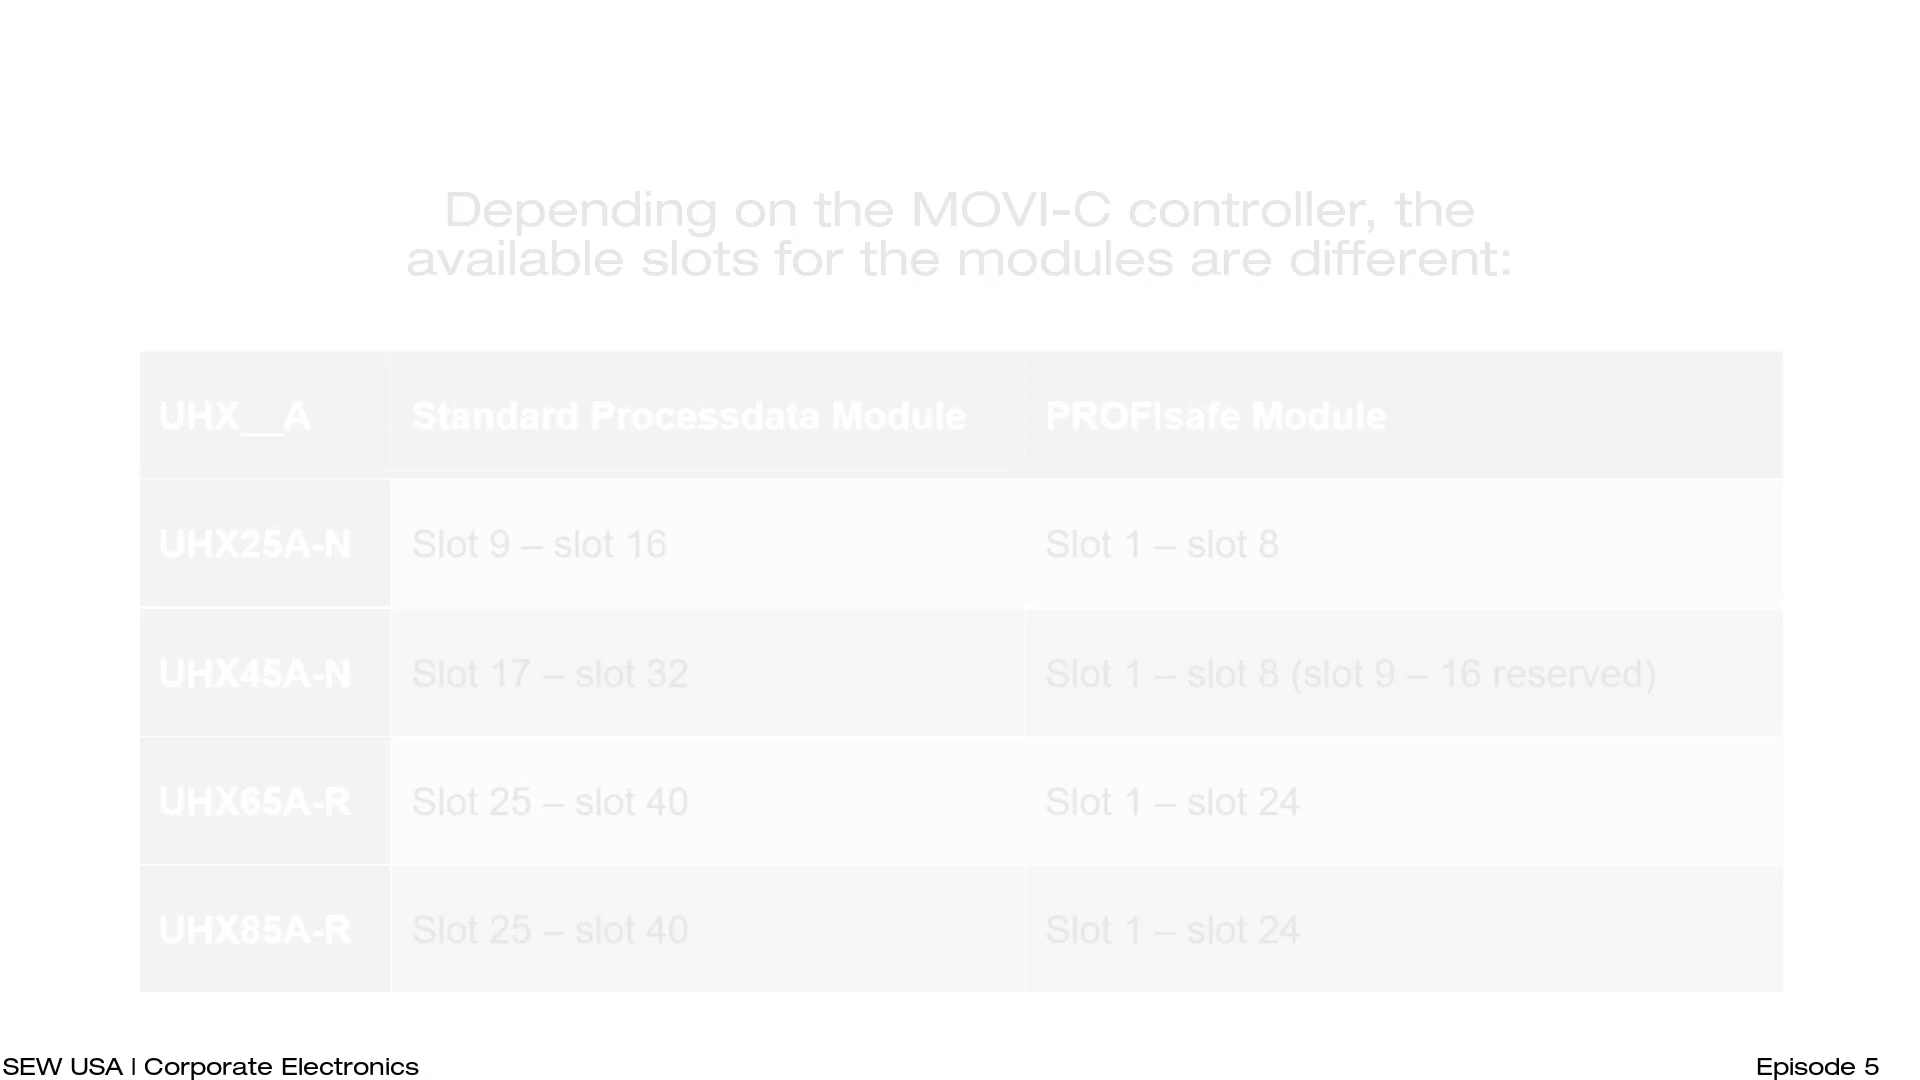 Depending on the MOVI-C controller, the
available slots for the modules are different:
UHX__A Standard Processdata Module PROFIsafe Module
UHX25A-N Slot 9 – slot 16 Slot 1 – slot 8
UHX45A-N Slot 17 – slot 32 Slot 1 – slot 8 (slot 9 – 16 reserved)
UHX65A-R Slot 25 – slot 40 Slot 1 – slot 24
UHX85A-R Slot 25 – slot 40 Slot 1 – slot 24
SEW USA | Corporate Electronics Episode 5